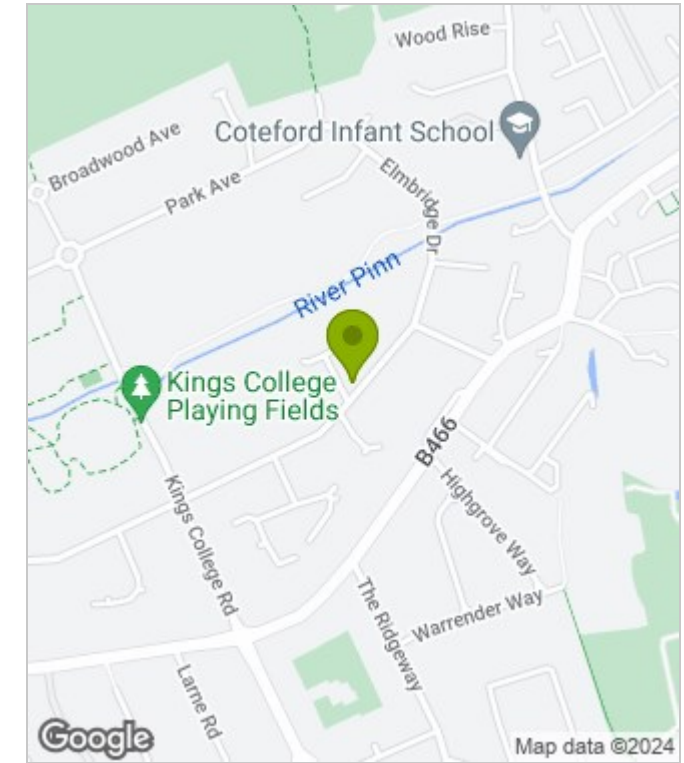 Wood Rise
Coteford Infant School
Broadwood Ave
Park Ave
Elmbridge Dr
River Pinn
Kings College
Playing Fields
B466
Highgrove Way
Kings College Rd
The Ridgeway
Warrender Way
Larne Rd
Google
Map data ©2024